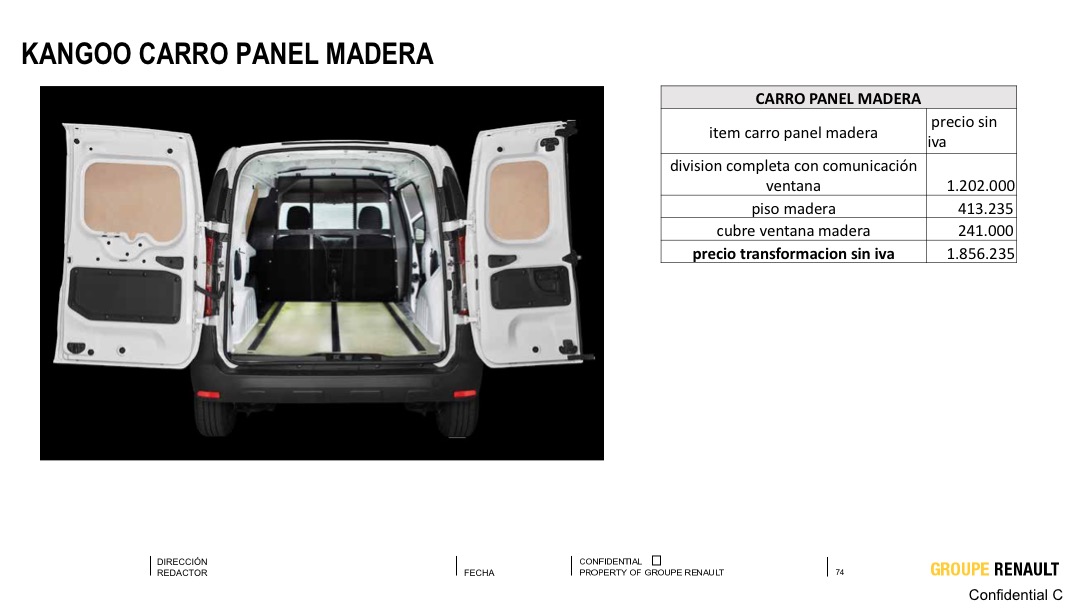 KANGOO CARRO PANEL MADERA
CARRO PANEL MADERA
item carro panel madera precio sin
iva
division completa con comunicación
ventana 1.202.000
piso madera 413.235
cubre ventana madera 241.000
precio transformacion sin iva 1.856.235
DIRECCIÓN
REDACTOR
FECHA
CONFIDENTIAL
PROPERTY OF GROUPE RENAULT
74
GROUPE RENAULT
Confidential C